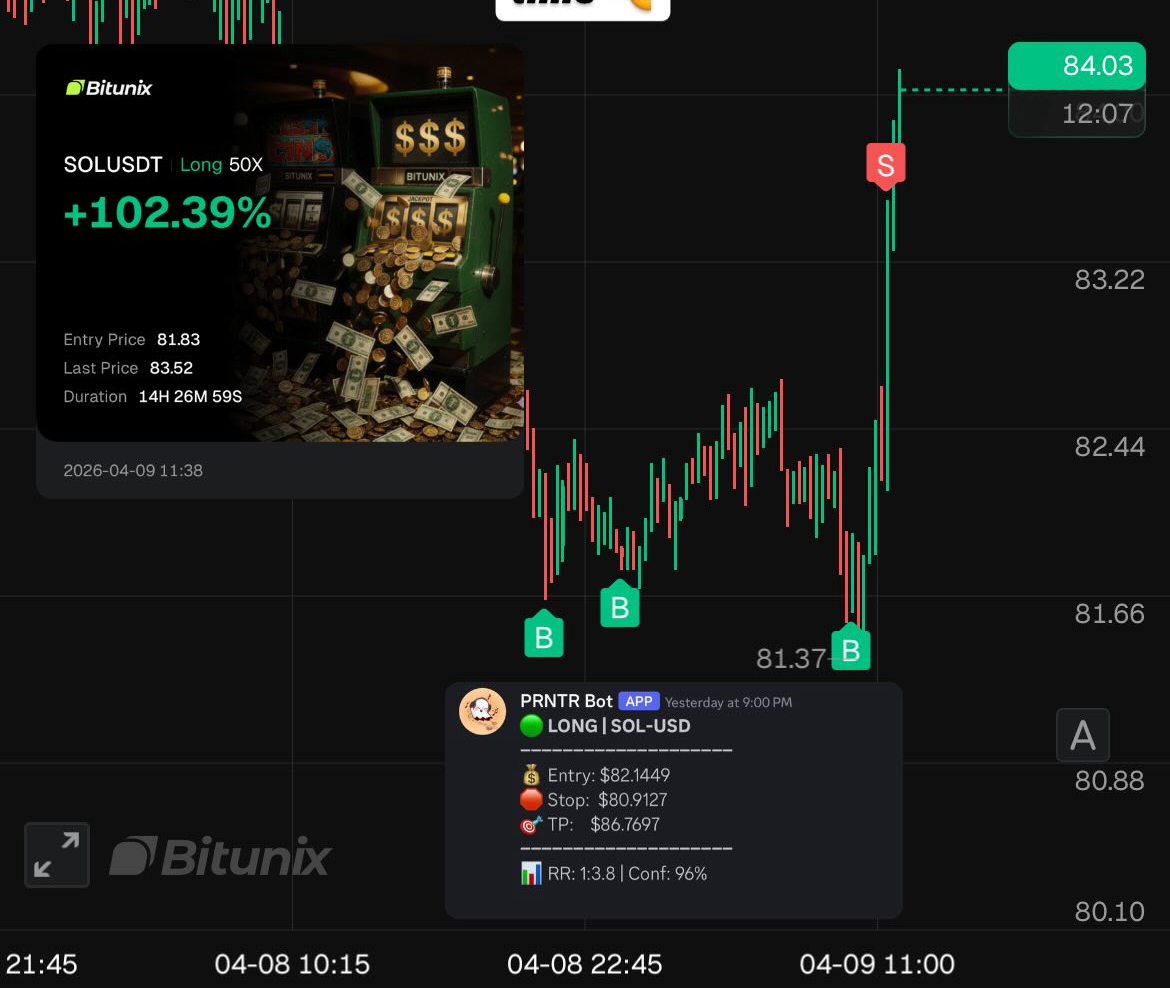 84.03
12:07
Bitunix
SOLUSDT | Long 50X
+102.39%
$$$
BITUNIX
BITUNIX
JACKPOT
$$$
Entry Price 81.83
Last Price 83.52
Duration 14H 26M 59S
2026-04-09 11:38
S
83.22
82.44
81.66
B
B
B
81.37
PRNTR Bot APP Yesterday at 9:00 PM
LONG | SOL-USD
--------------------
Entry: $82.1449
Stop: $80.9127
TP: $86.7697
--------------------
RR: 1:3.8 | Conf: 96%
A
80.88
Bitunix
80.10
21:45 04-08 10:15 04-08 22:45 04-09 11:00